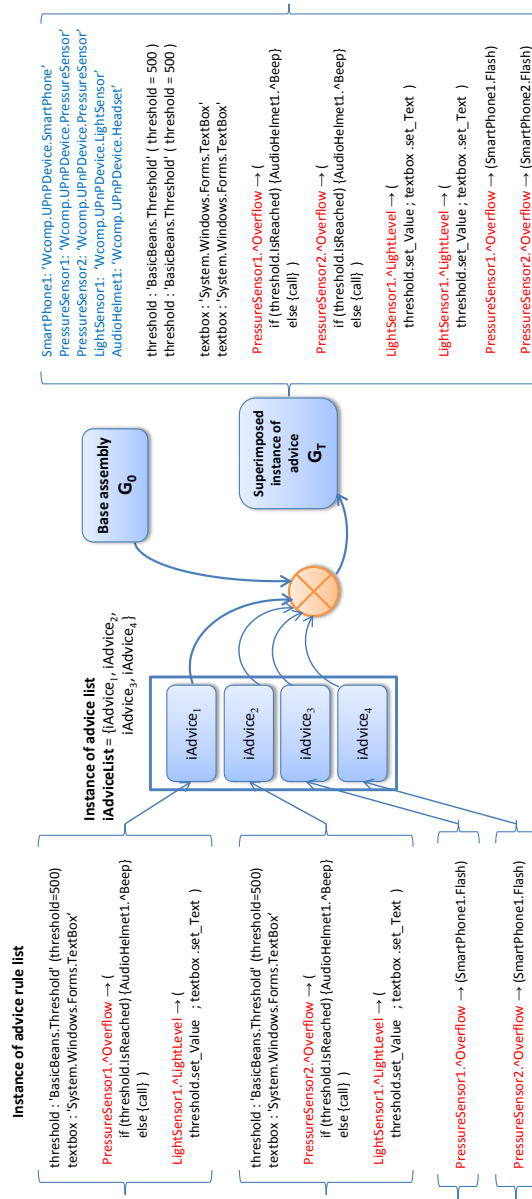 Instance of advice rule list
threshold : 'BasicBeans.Threshold' (threshold=500)
textbox : 'System.Windows.Forms.TextBox'
PressureSensor1.^Overflow → (
if (threshold.IsReached) {AudioHelmet1.^Beep}
else {call} )
LightSensor1.^LightLevel → (
threshold.set_Value ; textbox .set_Text )
threshold : 'BasicBeans.Threshold' (threshold=500)
textbox : 'System.Windows.Forms.TextBox'
PressureSensor2.^Overflow → (
if (threshold.IsReached) {AudioHelmet1.^Beep}
else {call} )
LightSensor1.^LightLevel → (
threshold.set_Value ; textbox .set_Text )
PressureSensor1.^Overflow → (SmartPhone1.Flash)
PressureSensor2.^Overflow → (SmartPhone1.Flash)
Instance of advice list
iAdviceList = {iAdvice1, iAdvice2,
iAdvice3, iAdvice4}
iAdvice1
iAdvice2
iAdvice3
iAdvice4
Base assembly
G0
Superimposed
instance of
advice
GT
SmartPhone1: 'Wcomp.UPnPDevice.SmartPhone'
PressureSensor1: 'Wcomp.UPnPDevice.PressureSensor'
PressureSensor2: 'Wcomp.UPnPDevice.PressureSensor'
LightSensor1: 'Wcomp.UPnPDevice.LightSensor'
AudioHelmet1: 'Wcomp.UPnPDevice.Headset'
threshold : 'BasicBeans.Threshold' ( threshold = 500 )
threshold : 'BasicBeans.Threshold' ( threshold = 500 )
textbox : 'System.Windows.Forms.TextBox'
textbox : 'System.Windows.Forms.TextBox'
PressureSensor1.^Overflow → (
if (threshold.IsReached) {AudioHelmet1.^Beep}
else {call} )
PressureSensor2.^Overflow → (
if (threshold.IsReached) {AudioHelmet1.^Beep}
else {call} )
LightSensor1.^LightLevel → (
threshold.set_Value ; textbox .set_Text )
LightSensor1.^LightLevel → (
threshold.set_Value ; textbox .set_Text )
PressureSensor1.^Overflow → (SmartPhone1.Flash)
PressureSensor2.^Overflow → (SmartPhone2.Flash)